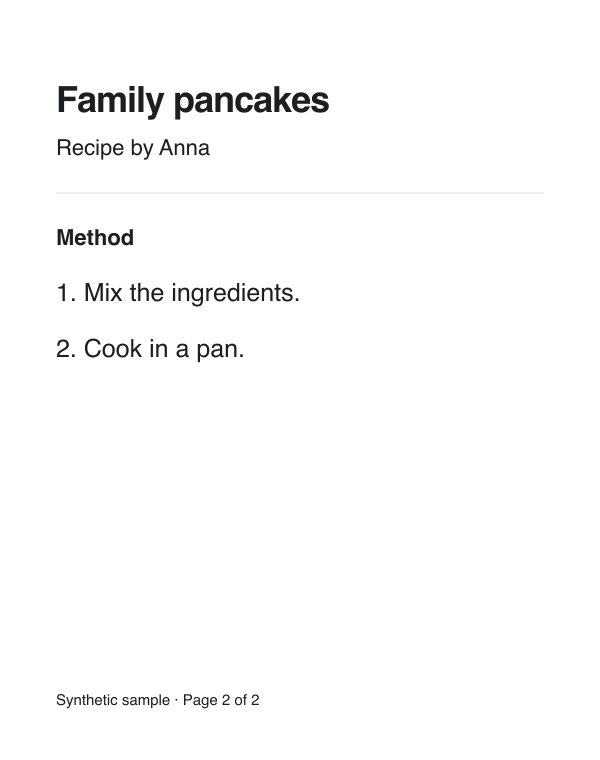 Family pancakes
Recipe by Anna
Method
1. Mix the ingredients.
2. Cook in a pan.
Synthetic sample · Page 2 of 2